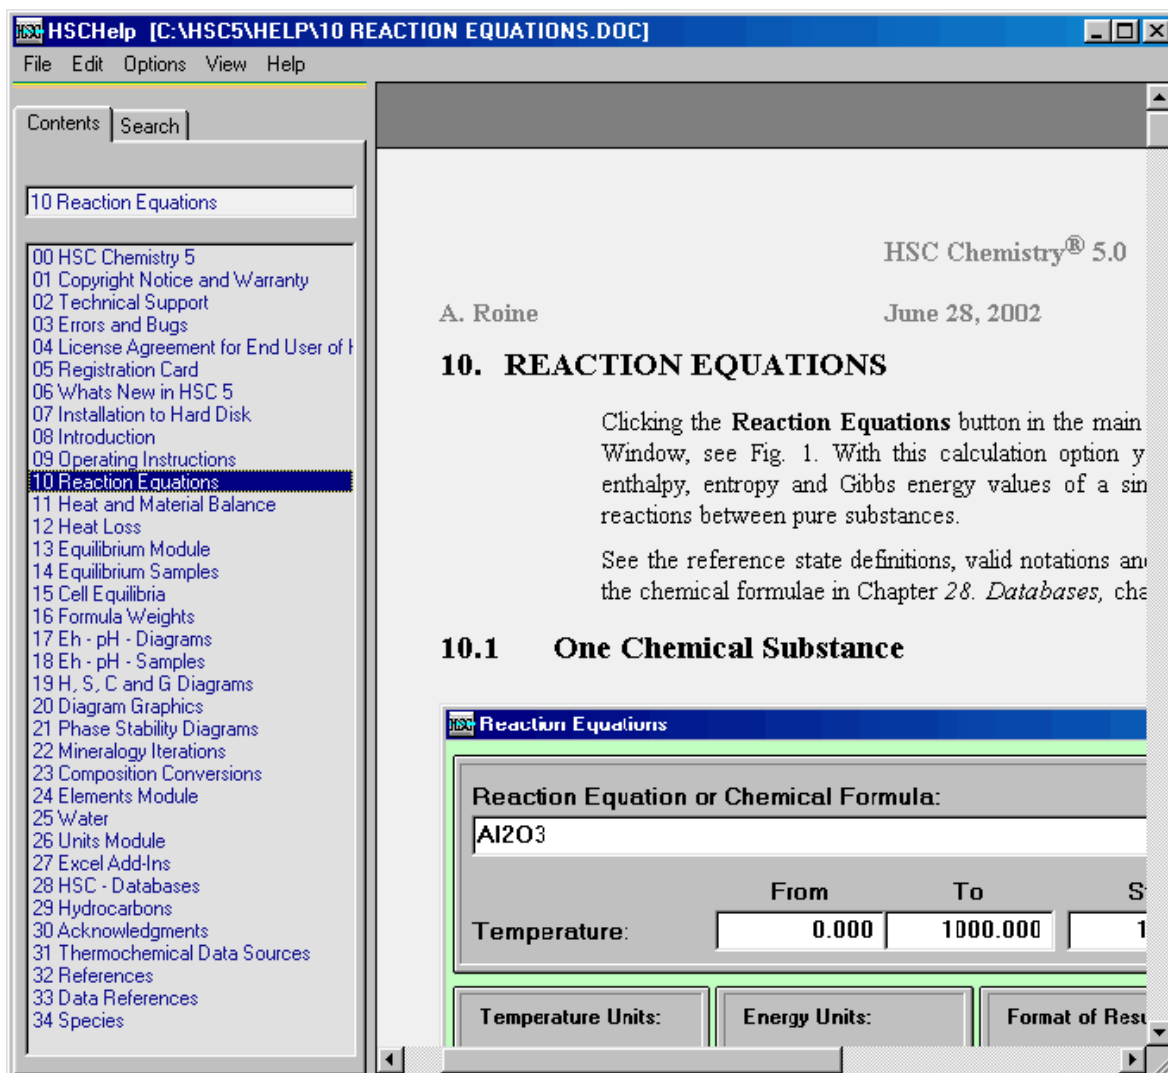 HSCHelp [C:\HSC5\HELP\10 REACTION EQUATIONS.DOC]
File Edit Options View Help
Contents Search
10 Reaction Equations
00 HSC Chemistry 5
01 Copyright Notice and Warranty
02 Technical Support
03 Errors and Bugs
04 License Agreement for End User of
05 Registration Card
06 Whats New in HSC 5
07 Installation to Hard Disk
08 Introduction
09 Operating Instructions
10 Reaction Equations
11 Heat and Material Balance
12 Heat Loss
13 Equilibrium Module
14 Equilibrium Samples
15 Cell Equilibria
16 Formula Weights
17 Eh - pH - Diagrams
18 Eh - pH - Samples
19 H, S, C and G Diagrams
20 Diagram Graphics
21 Phase Stability Diagrams
22 Mineralogy Iterations
23 Composition Conversions
24 Elements Module
25 Water
26 Units Module
27 Excel Add-Ins
28 HSC - Databases
29 Hydrocarbons
30 Acknowledgments
31 Thermochemical Data Sources
32 References
33 Data References
34 Species
HSC Chemistry® 5.0
A. Roine June 28, 2002
10. REACTION EQUATIONS
Clicking the Reaction Equations button in the main
Window, see Fig. 1. With this calculation option y
enthalpy, entropy and Gibbs energy values of a sin
reactions between pure substances.
See the reference state definitions, valid notations and
the chemical formulae in Chapter 28. Databases, cha
10.1 One Chemical Substance
HSC Reaction Equations
Reaction Equation or Chemical Formula:
Al2O3
From To S
Temperature: 0.000 1000.000 1
Temperature Units: Energy Units: Format of Resu